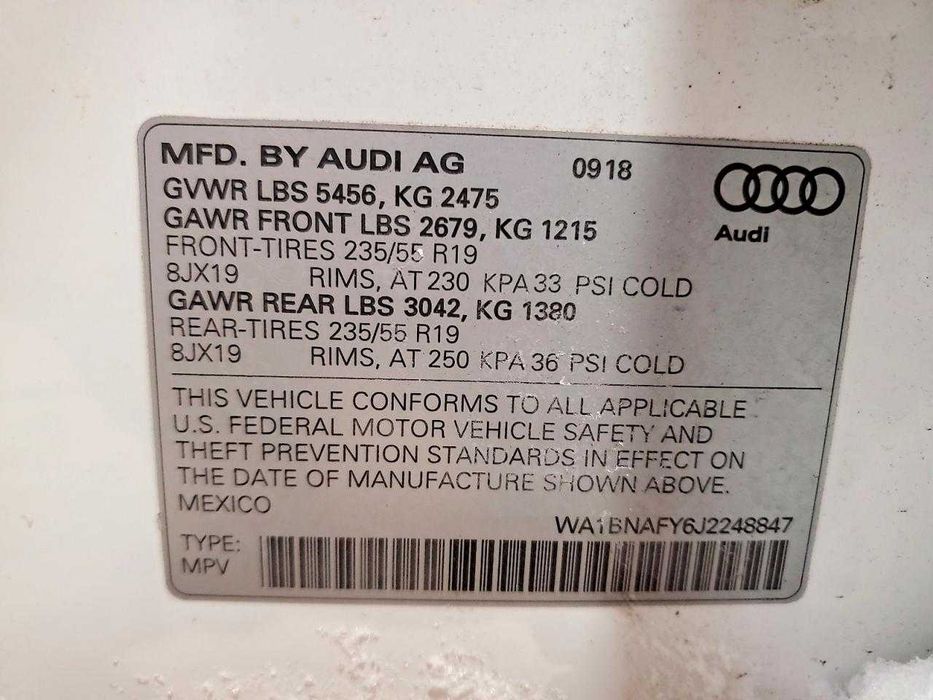 MFD. BY AUDI AG 0918
GVWR LBS 5456, KG 2475
GAWR FRONT LBS 2679, KG 1215
Audi
FRONT-TIRES 235/55 R19
8JX19 RIMS, AT 230 KPA 33 PSI COLD
GAWR REAR LBS 3042, KG 1380
REAR-TIRES 235/55 R19
8JX19 RIMS, AT 250 KPA 36 PSI COLD
THIS VEHICLE CONFORMS TO ALL APPLICABLE
U.S. FEDERAL MOTOR VEHICLE SAFETY AND
THEFT PREVENTION STANDARDS IN EFFECT ON
THE DATE OF MANUFACTURE SHOWN ABOVE.
MEXICO
WA1BNAFY6J2248847
TYPE:
MPV